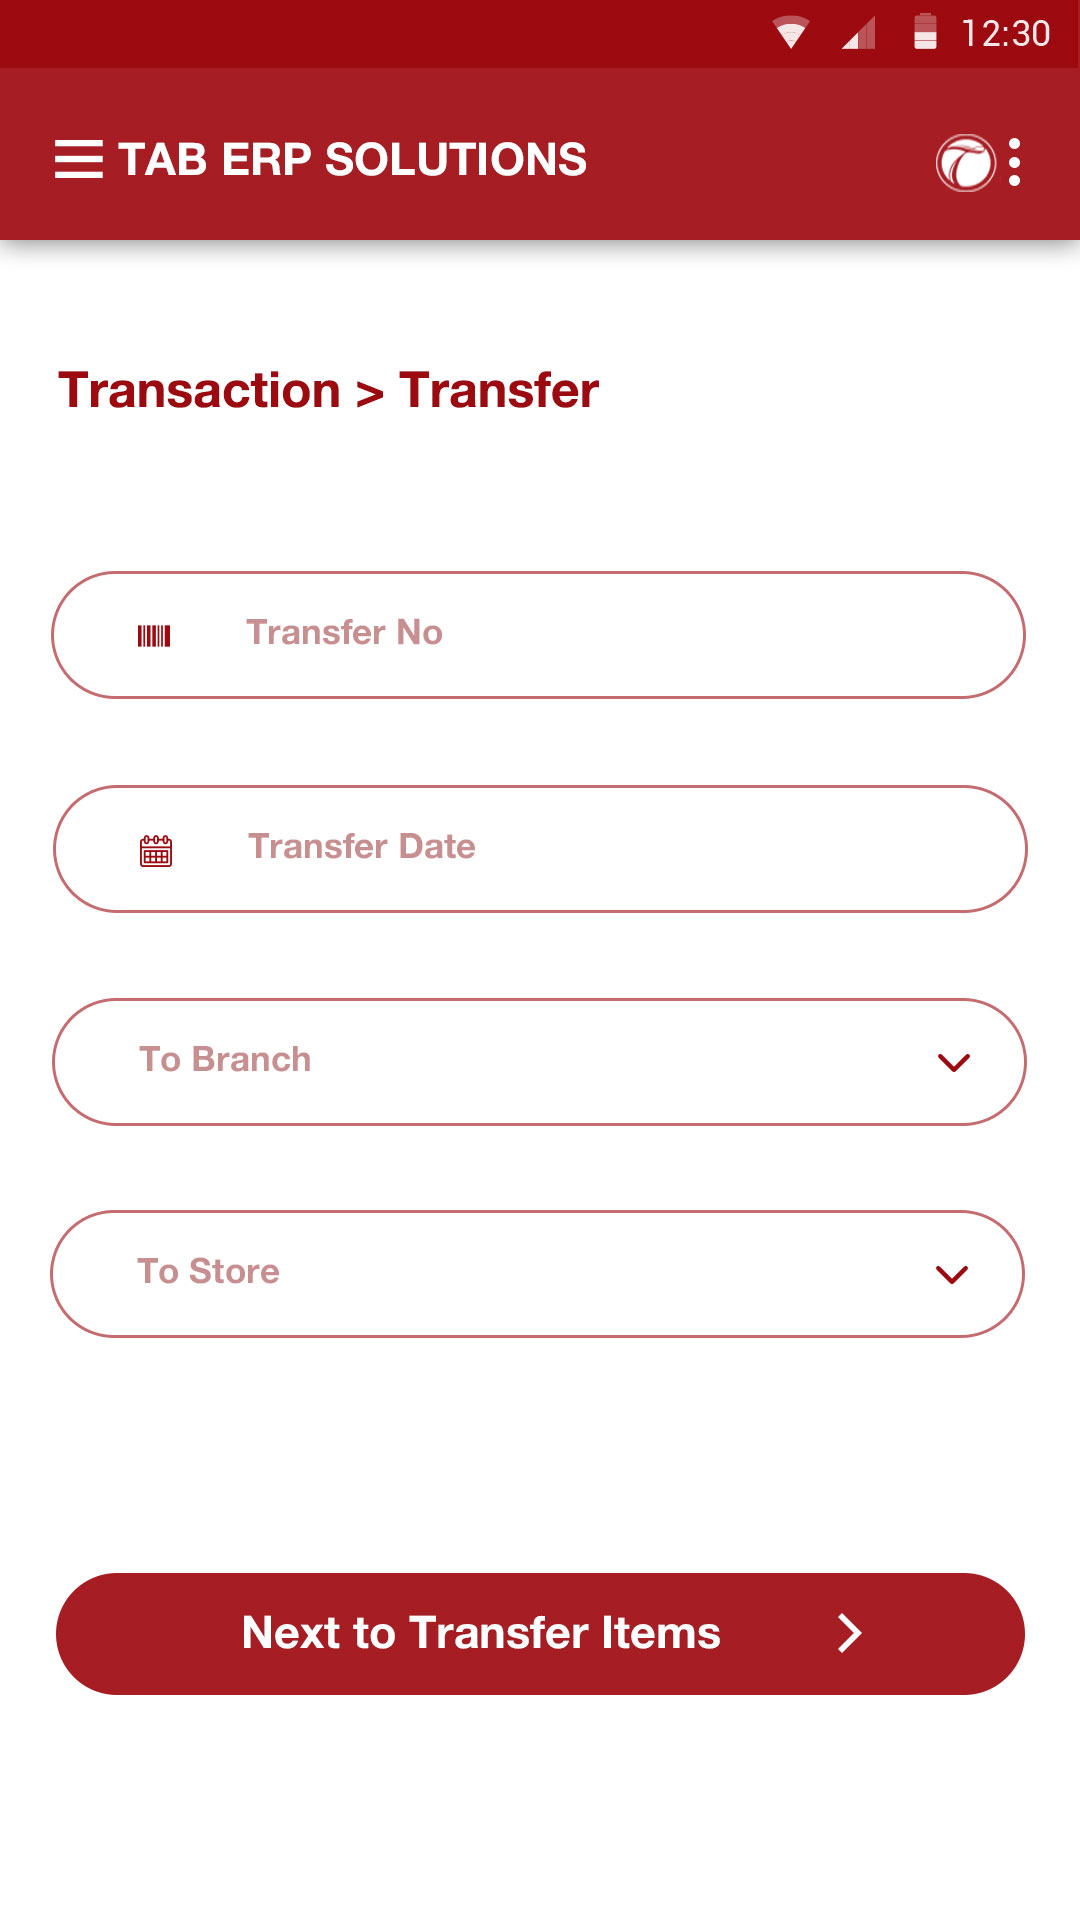 12:30
TAB ERP SOLUTIONS
Transaction > Transfer
Transfer No
Transfer Date
To Branch
To Store
Next to Transfer Items